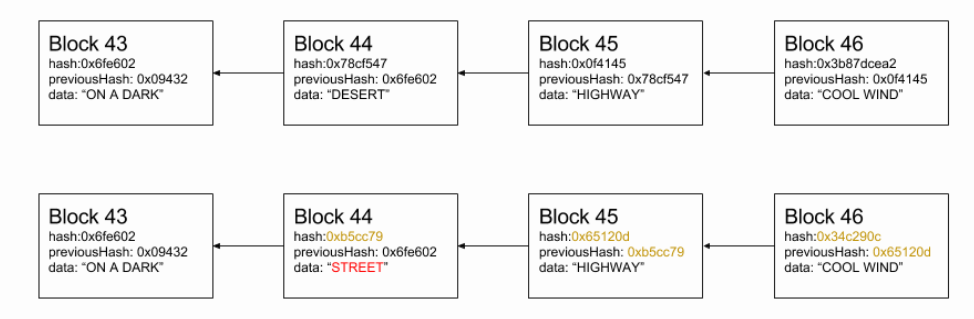 Block 43
hash:0x6fe602
previousHash: 0x09432
data: “ON A DARK”
Block 44
hash:0x78cf547
previousHash: 0x6fe602
data: “DESERT”
Block 45
hash:0x0f4145
previousHash: 0x78cf547
data: “HIGHWAY”
Block 46
hash:0x3b87dcea2
previousHash: 0x0f4145
data: “COOL WIND”
Block 43
hash:0x6fe602
previousHash: 0x09432
data: “ON A DARK”
Block 44
hash:0xb5cc79
previousHash: 0x6fe602
data: “STREET”
Block 45
hash:0x65120d
previousHash: 0xb5cc79
data: “HIGHWAY”
Block 46
hash:0x34c290c
previousHash: 0x65120d
data: “COOL WIND”